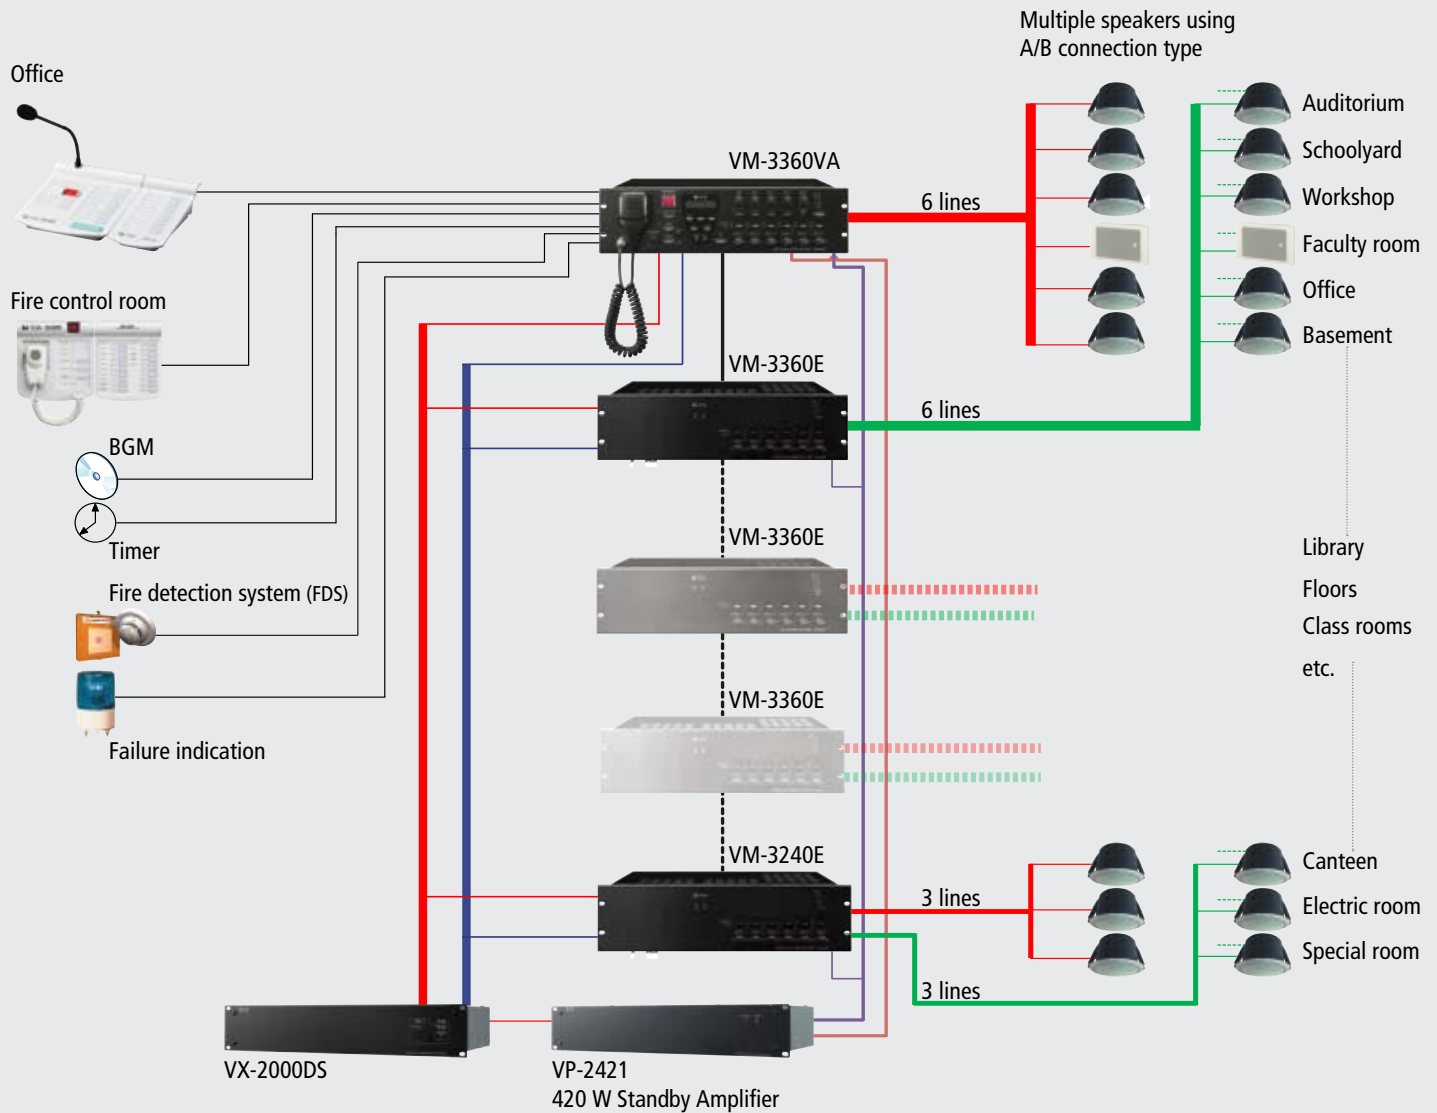 Multiple speakers using
A/B connection type
Office
Auditorium
VM-3360VA
Schoolyard
6 lines
Workshop
Faculty room
Fire control room
Office
Basement
VM-3360E
6 lines
BGM
VM-3360E
Timer
Library
Fire detection system (FDS)
Floors
Class rooms
etc.
VM-3360E
Failure indication
VM-3240E
Canteen
3 lines
Electric room
Special room
3 lines
VX-2000DS
VP-2421
420 W Standby Amplifier